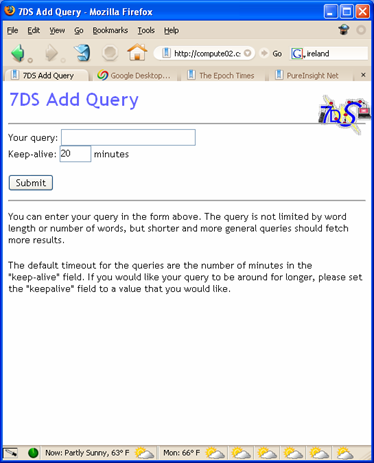 7DS Add Query - Mozilla Firefox
File Edit View Go Bookmarks Tools Help
http://compute02.c Go ireland
7DS Add Query Google Desktop... The Epoch Times PureInsight Net
7DS Add Query
7DS
Your query:
Keep-alive: 20 minutes
Submit
You can enter your query in the form above. The query is not limited by word
length or number of words, but shorter and more general queries should fetch
more results.
The default timeout for the queries are the number of minutes in the
"keep-alive" field. If you would like your query to be around for longer, please set
the "keepalive" field to a value that you would like.
Now: Partly Sunny, 63° F Mon: 66° F